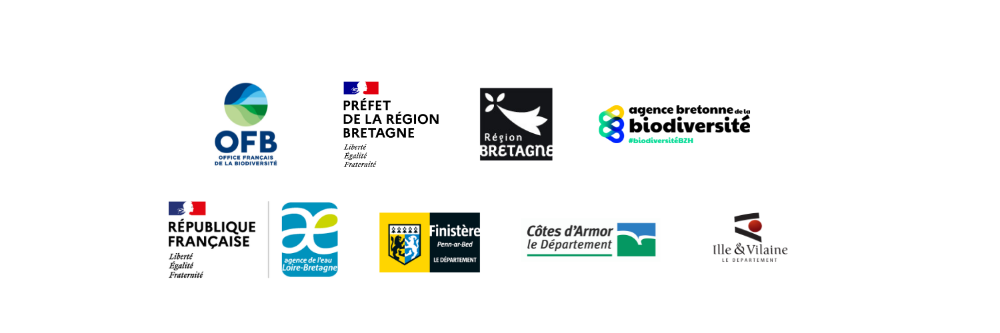 OFB
OFFICE FRANÇAIS
DE LA BIODIVERSITÉ
PRÉFET
DE LA RÉGION
BRETAGNE
Liberté
Égalité
Fraternité
Région
BRETAGNE
agence bretonne de la
biodiversité
#biodiversitéBZH
RÉPUBLIQUE
FRANÇAISE
Liberté
Égalité
Fraternité
æ
agence de l'eau
Loire-Bretagne
Finistère
Penn-ar-Bed
LE DÉPARTEMENT
Côtes d'Armor
le Département
Ille & Vilaine
LE DEPARTEMENT